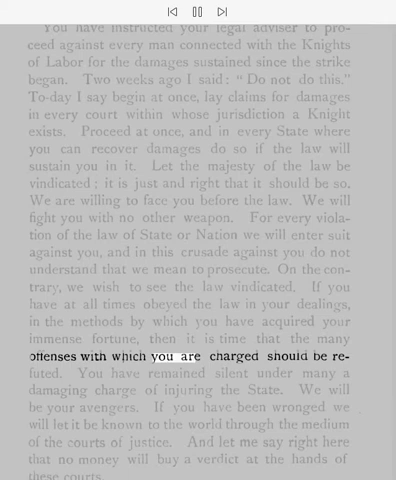 You have instructed your legal adviser to pro-
ceed against every man connected with the Knights
of Labor for the damages sustained since the strike
began. Two weeks ago I said: "Do not do this."
To-day I say begin at once, lay claims for damages
in every court within whose jurisdiction a Knight
exists. Proceed at once, and in every State where
you can recover damages do so if the law will
sustain you in it. Let the majesty of the law be
vindicated; it is just and right that it should be so.
We are willing to face you before the law. We will
fight you with no other weapon. For every viola-
tion of the law of State or Nation we will enter suit
against you, and in this crusade against you do not
understand that we mean to prosecute. On the con-
trary, we wish to see the law vindicated. If you
have at all times obeyed the law in your dealings,
in the methods by which you have acquired your
immense fortune, then it is time that the many
offenses with which you are charged should be re-
futed. You have remained silent under many a
damaging charge of injuring the State. We will
be your avengers. If you have been wronged we
will let it be known to the world through the medium
of the courts of justice. And let me say right here
that no money will buy a verdict at the hands of
these courts.